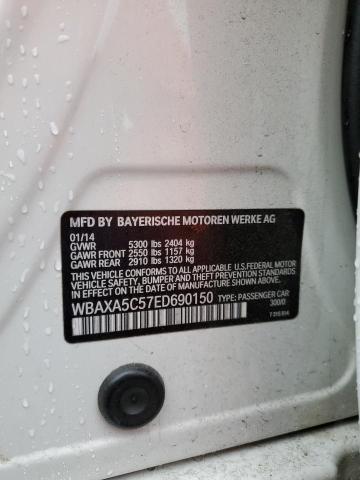 MFD BY BAYERISCHE MOTOREN WERKE AG
01/14
GVWR 5300 lbs 2404 kg
GAWR FRONT 2550 lbs 1157 kg
GAWR REAR 2910 lbs 1320 kg
THIS VEHICLE CONFORMS TO ALL APPLICABLE U.S. FEDERAL MOTOR
VEHICLE SAFETY, BUMPER, AND THEFT PREVENTION STANDARDS IN
EFFECT ON THE DATE OF MANUFACTURE SHOWN ABOVE.
WBAXA5C57ED690150 TYPE: PASSENGER CAR
300/0